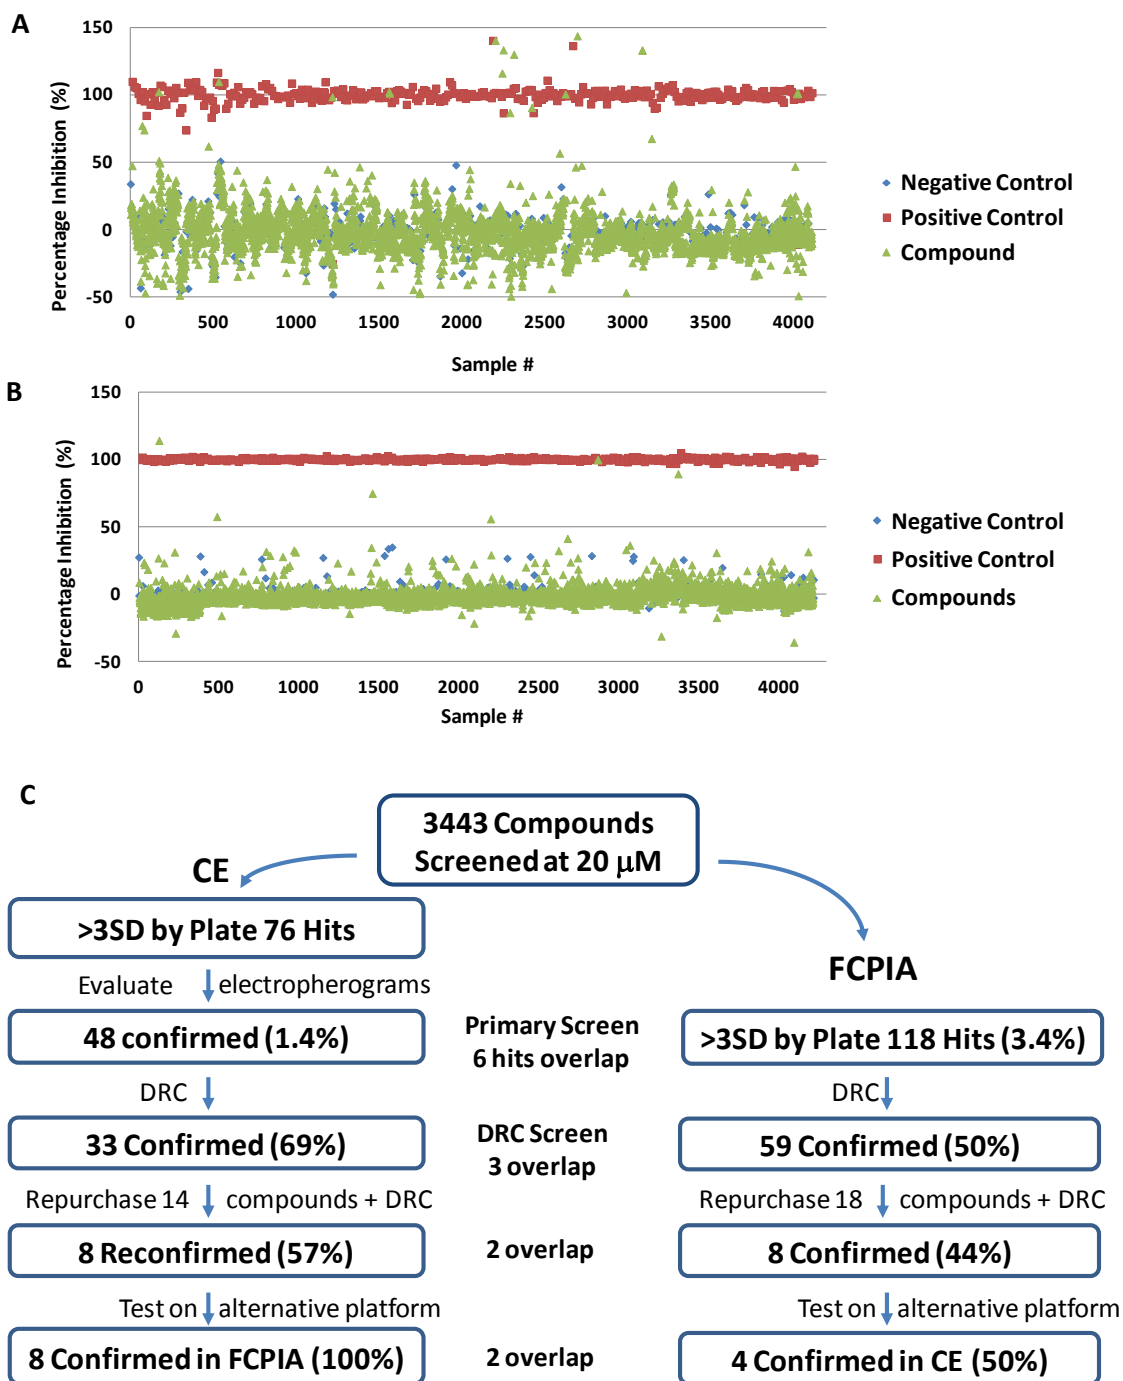 A
150
100
50
0
-50
Percentage Inhibition (%)
0 500 1000 1500 2000 2500 3000 3500 4000
Sample #
Negative Control
Positive Control
Compound
B
150
100
50
0
-50
Percentage Inhibition (%)
0 500 1000 1500 2000 2500 3000 3500 4000
Sample #
Negative Control
Positive Control
Compounds
C
3443 Compounds
Screened at 20 μM
CE
>3SD by Plate 76 Hits
Evaluate electropherograms
48 confirmed (1.4%)
DRC
33 Confirmed (69%)
Repurchase 14 compounds + DRC
8 Reconfirmed (57%)
Test on alternative platform
8 Confirmed in FCPIA (100%)
Primary Screen
6 hits overlap
DRC Screen
3 overlap
2 overlap
2 overlap
FCPIA
>3SD by Plate 118 Hits (3.4%)
DRC
59 Confirmed (50%)
Repurchase 18 compounds + DRC
8 Confirmed (44%)
Test on alternative platform
4 Confirmed in CE (50%)